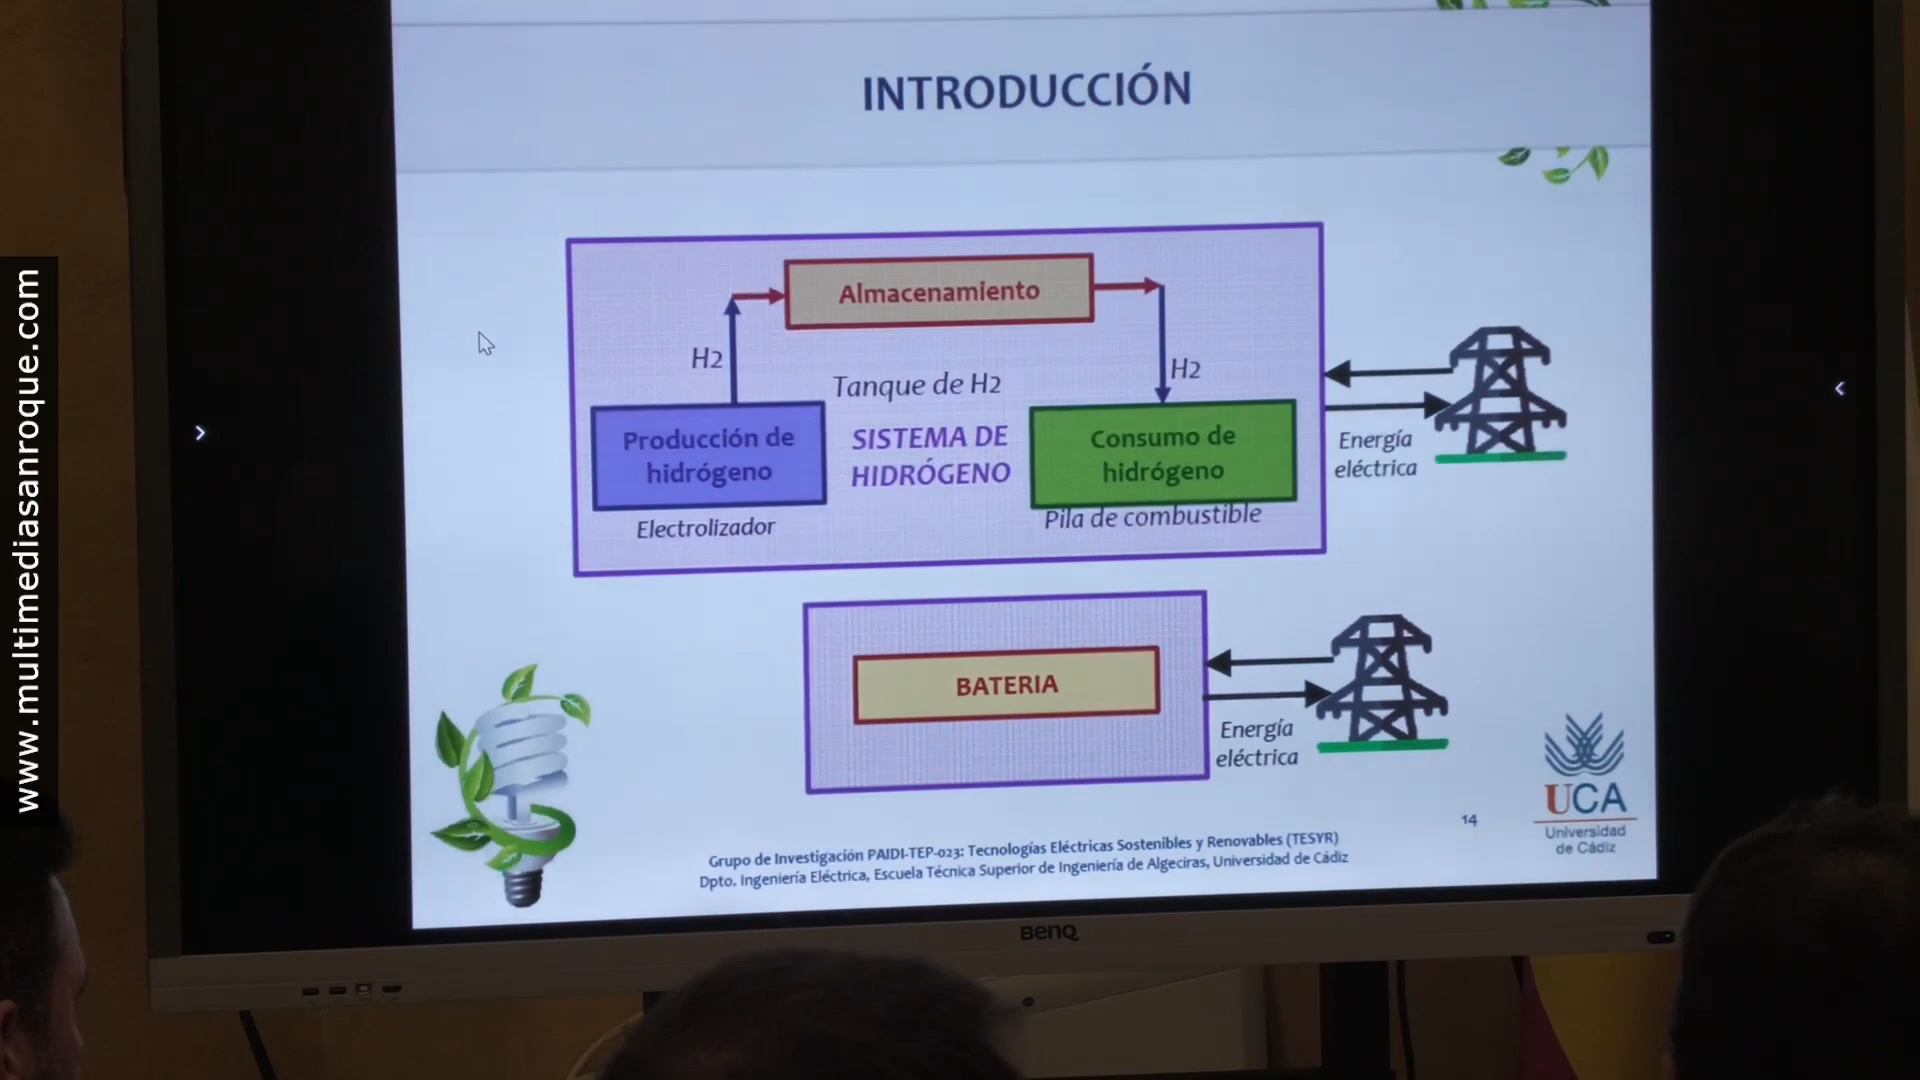 www.multimediasanroque.com
INTRODUCCIÓN
Almacenamiento
H2
H2
Tanque de H2
Producción de
hidrógeno
SISTEMA DE
HIDRÓGENO
Consumo de
hidrógeno
Electrolizador
Pila de combustible
Energía
eléctrica
BATERIA
Energía
eléctrica
14
UCA
Universidad
de Cádiz
Grupo de Investigación PAIDI-TEP-023: Tecnologías Eléctricas Sostenibles y Renovables (TESYR)
Dpto. Ingeniería Eléctrica, Escuela Técnica Superior de Ingeniería de Algeciras, Universidad de Cádiz
BenQ